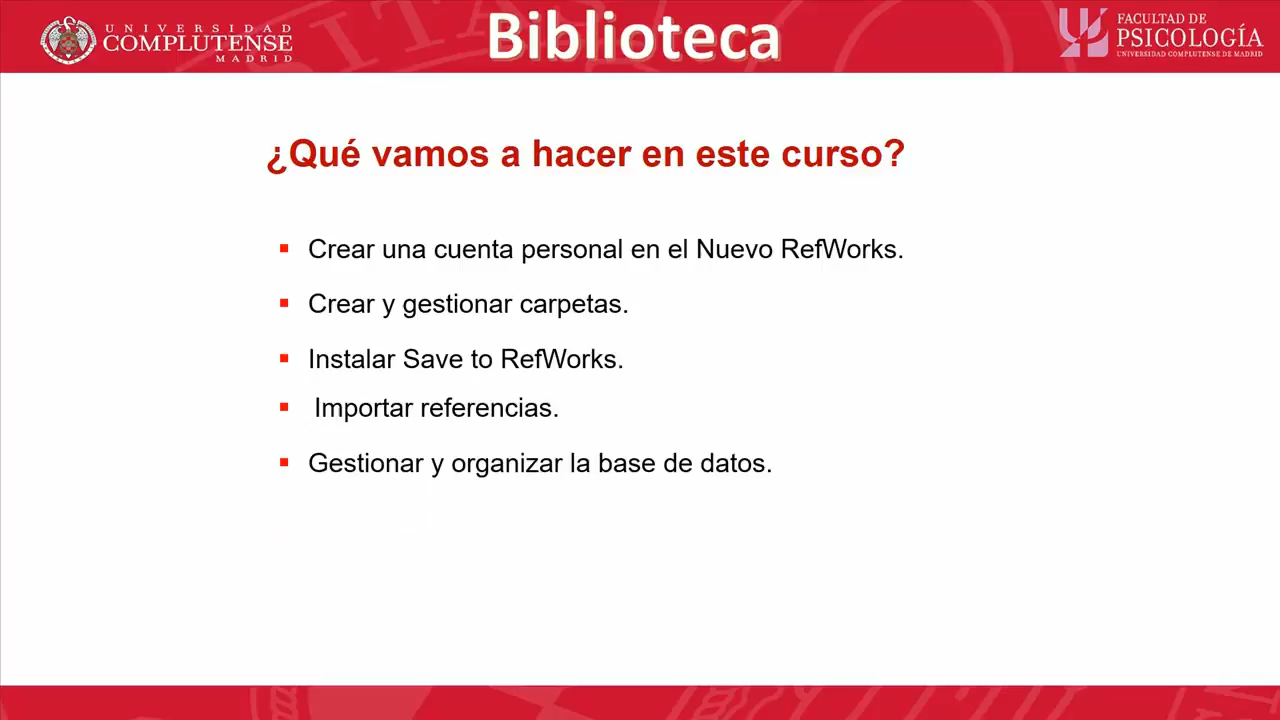 UNIVERSIDAD
COMPLUTENSE
MADRID
Biblioteca
FACULTAD DE
PSICOLOGÍA
UNIVERSIDAD COMPLUTENSE DE MADRID
¿Qué vamos a hacer en este curso?
Crear una cuenta personal en el Nuevo RefWorks.
Crear y gestionar carpetas.
Instalar Save to RefWorks.
Importar referencias.
Gestionar y organizar la base de datos.